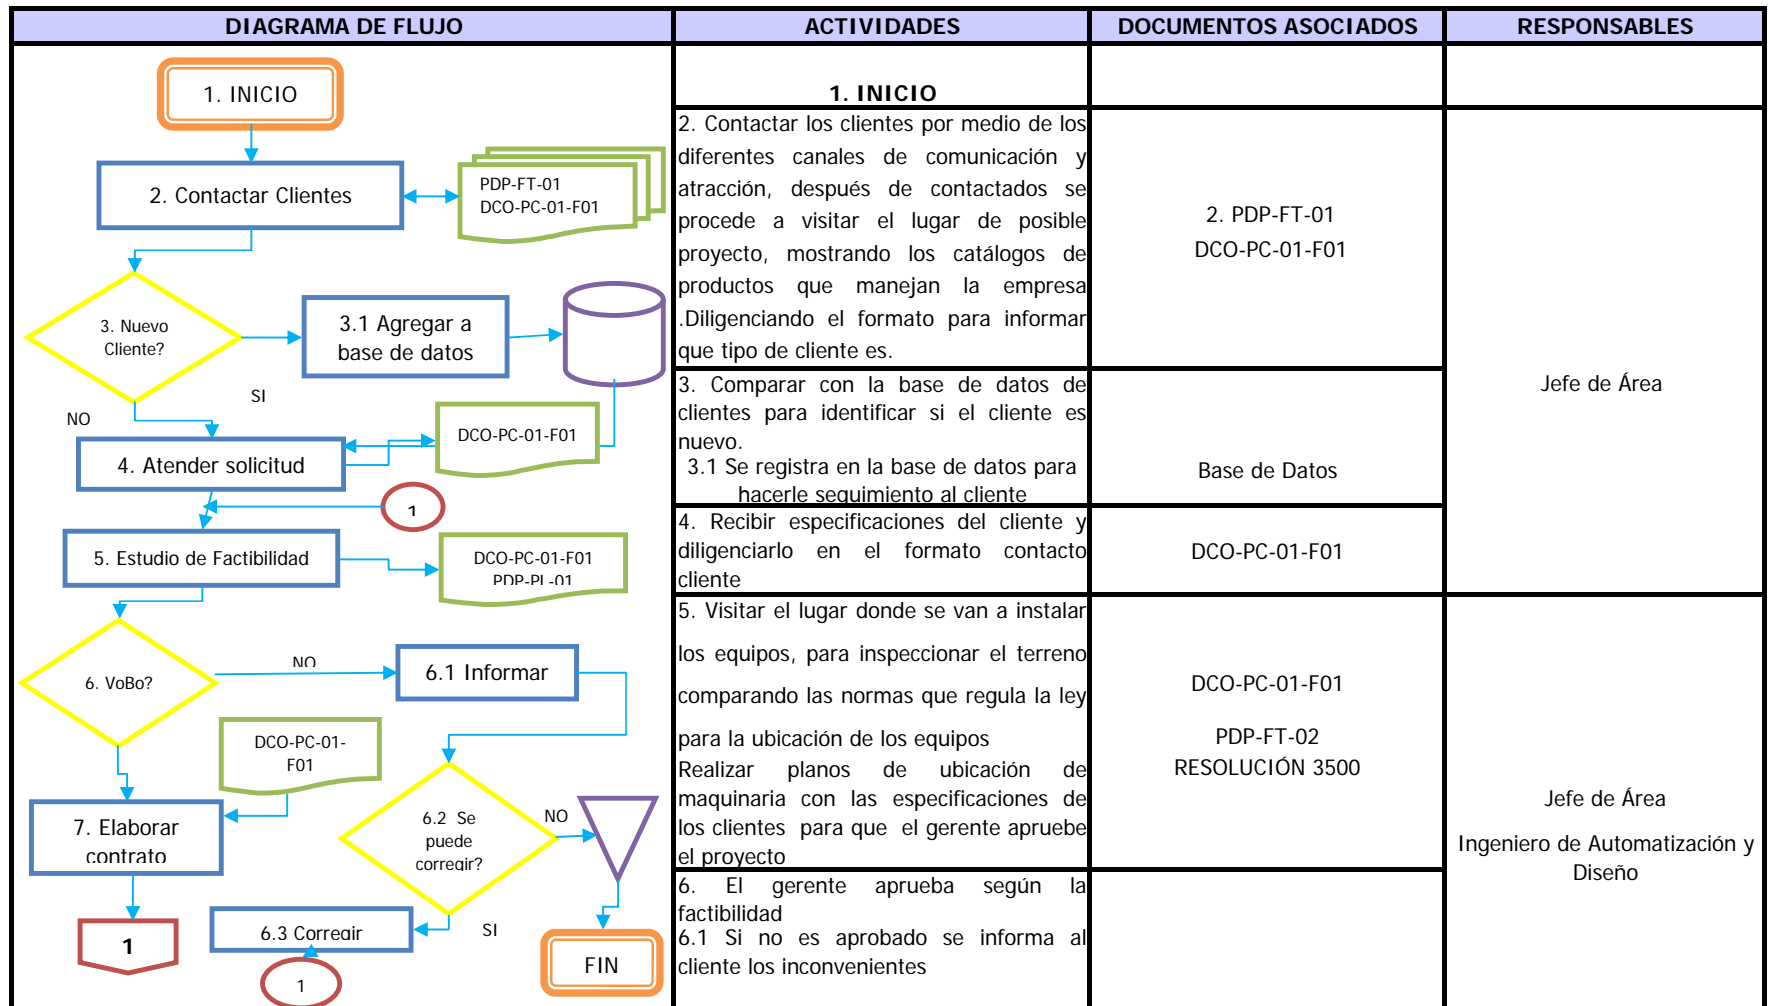 DIAGRAMA DE FLUJO
ACTIVIDADES
DOCUMENTOS ASOCIADOS
RESPONSABLES
1. INICIO
2. Contactar Clientes
PDP-FT-01
DCO-PC-01-F01
3. Nuevo
Cliente?
3.1 Agregar a
base de datos
SI
NO
DCO-PC-01-F01
4. Atender solicitud
1
5. Estudio de Factibilidad
DCO-PC-01-F01
PDP-PL-01
6. VoBo?
NO
6.1 Informar
DCO-PC-01-
F01
7. Elaborar
contrato
6.2 Se
puede
corregir?
NO
SI
1
6.3 Corregir
1
FIN
1. INICIO
2. Contactar los clientes por medio de los
diferentes canales de comunicación y
atracción, después de contactados se
procede a visitar el lugar de posible
proyecto, mostrando los catálogos de
productos que manejan la empresa
.Diligenciando el formato para informar
que tipo de cliente es.
2. PDP-FT-01
DCO-PC-01-F01
Jefe de Área
3. Comparar con la base de datos de
clientes para identificar si el cliente es
nuevo.
3.1 Se registra en la base de datos para
hacerle seguimiento al cliente
Base de Datos
4. Recibir especificaciones del cliente y
diligenciarlo en el formato contacto
cliente
DCO-PC-01-F01
5. Visitar el lugar donde se van a instalar
los equipos, para inspeccionar el terreno
comparando las normas que regula la ley
para la ubicación de los equipos
Realizar planos de ubicación de
maquinaria con las especificaciones de
los clientes para que el gerente apruebe
el proyecto
DCO-PC-01-F01
PDP-FT-02
RESOLUCIÓN 3500
Jefe de Área
Ingeniero de Automatización y
Diseño
6. El gerente aprueba según la
factibilidad
6.1 Si no es aprobado se informa al
cliente los inconvenientes